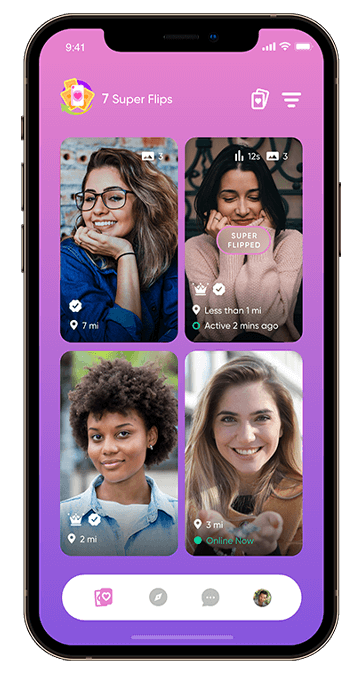 9:41
7 Super Flips
3
12s 3
SUPER
FLIPPED
7 mi
Less than 1 mi
Active 2 mins ago
2 mi
3 mi
Online Now